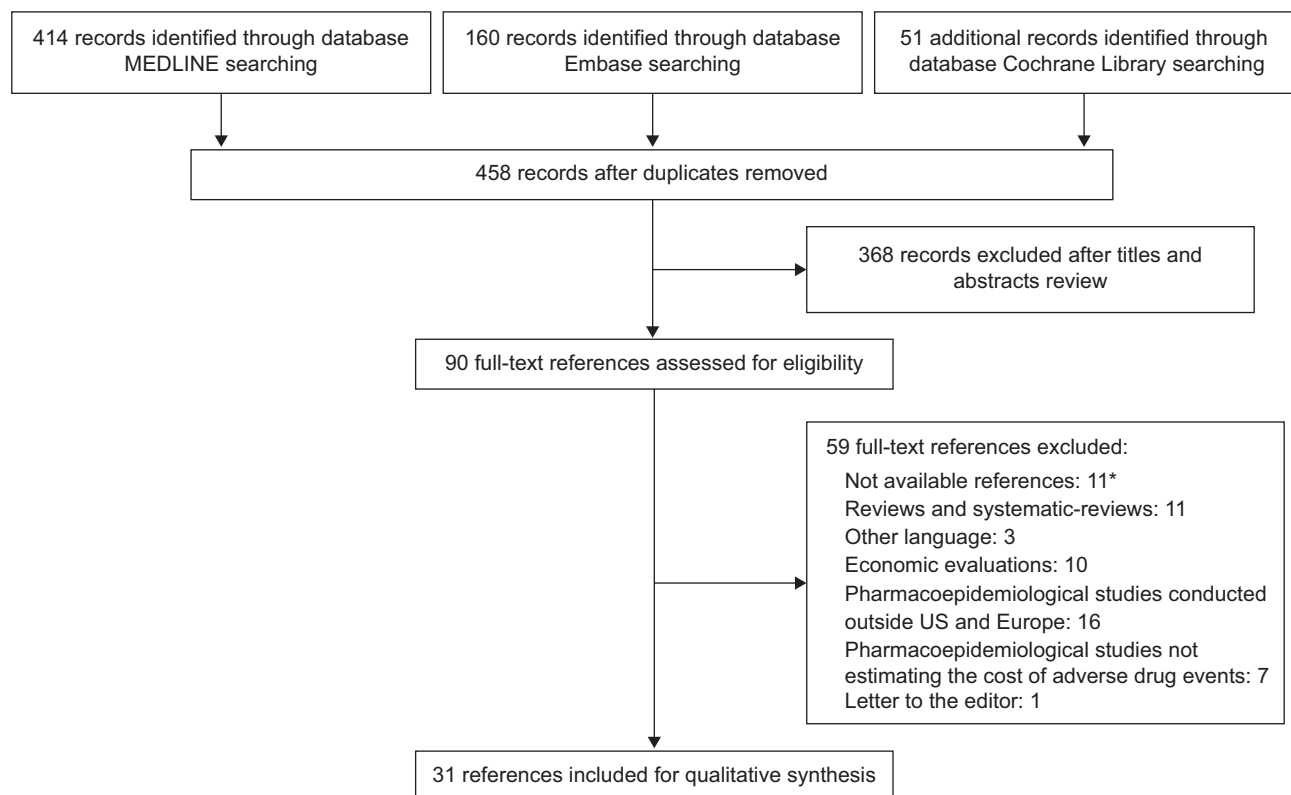 414 records identified through database
MEDLINE searching
160 records identified through database
Embase searching
51 additional records identified through
database Cochrane Library searching
458 records after duplicates removed
368 records excluded after titles and
abstracts review
90 full-text references assessed for eligibility
59 full-text references excluded:
Not available references: 11*
Reviews and systematic-reviews: 11
Other language: 3
Economic evaluations: 10
Pharmacoepidemiological studies conducted
outside US and Europe: 16
Pharmacoepidemiological studies not
estimating the cost of adverse drug events: 7
Letter to the editor: 1
31 references included for qualitative synthesis